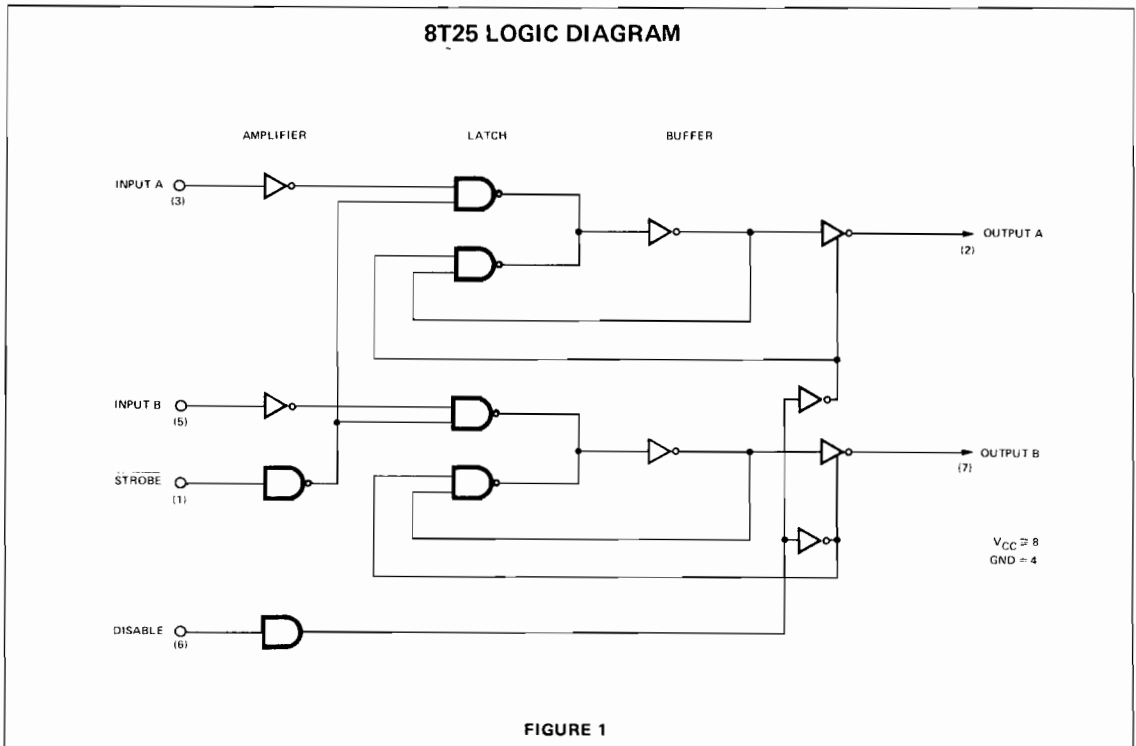 8T25 LOGIC DIAGRAM
AMPLIFIER LATCH BUFFER
INPUT A
(3)
OUTPUT A
(2)
INPUT B
(5)
OUTPUT B
(7)
STROBE
(1)
VCC = 8
GND = 4
DISABLE
(6)
FIGURE 1